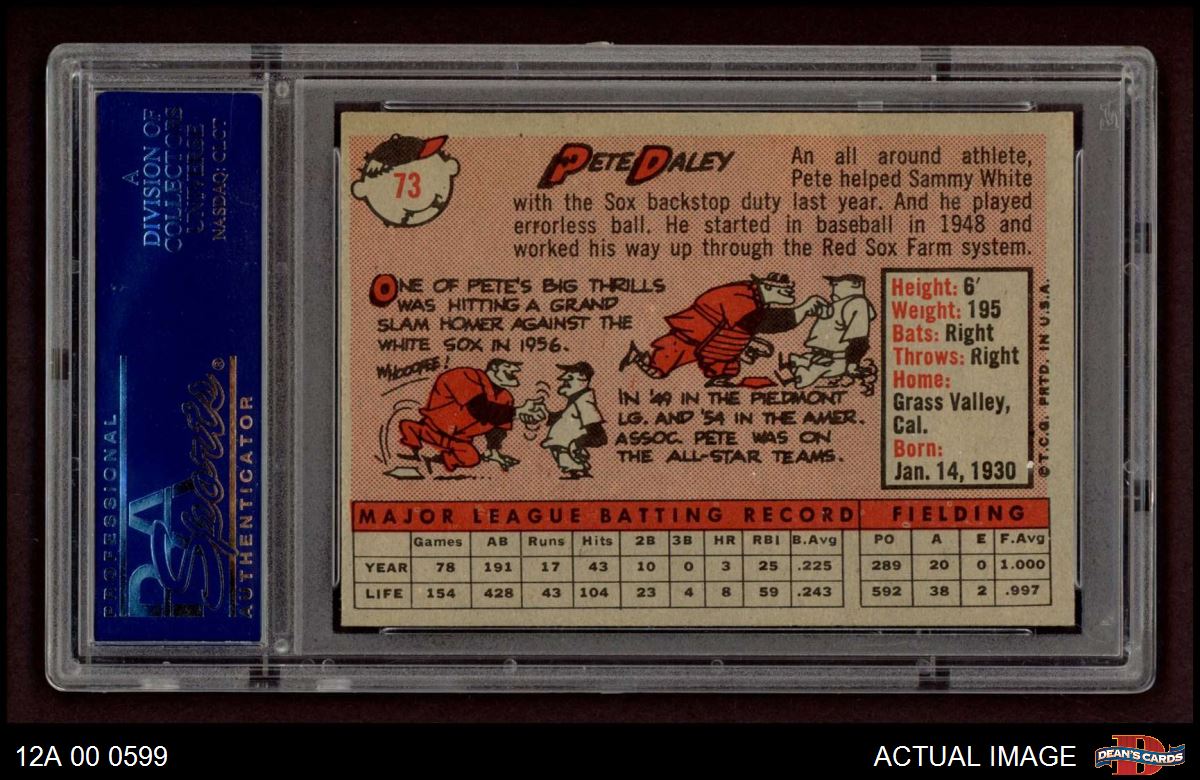 A
DIVISION OF
COLLECTORS
UNIVERSE
NASDAQ: CLCT
PROFESSIONAL
PSA
Sports®
AUTHENTICATOR
73
PETE DALEY
An all around athlete,
Pete helped Sammy White
with the Sox backstop duty last year. And he played
errorless ball. He started in baseball in 1948 and
worked his way up through the Red Sox Farm system.
ONE OF PETE'S BIG THRILLS
WAS HITTING A GRAND
SLAM HOMER AGAINST THE
WHITE SOX IN 1956.
WHOOOPEE!
IN '49 IN THE PIEDMONT
LG. AND '54 IN THE AMER.
ASSOC. PETE WAS ON
THE ALL-STAR TEAMS.
Height: 6'
Weight: 195
Bats: Right
Throws: Right
Home:
Grass Valley,
Cal.
Born:
Jan. 14, 1930
©T.C.G. PRTD. IN U.S.A.
MAJOR LEAGUE BATTING RECORD FIELDING
Games AB Runs Hits 2B 3B HR RBI B.Avg PO A E F.Avg
YEAR 78 191 17 43 10 0 3 25 .225 289 20 0 1.000
LIFE 154 428 43 104 23 4 8 59 .243 592 38 2 .997
12A 00 0599
ACTUAL IMAGE
DEAN'S CARDS